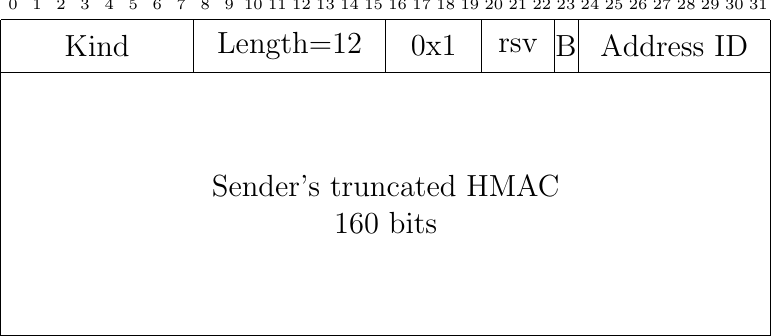 0 1 2 3 4 5 6 7 8 9 10 11 12 13 14 15 16 17 18 19 20 21 22 23 24 25 26 27 28 29 30 31
Kind Length=12 0x1 rsv B Address ID
Sender's truncated HMAC
160 bits